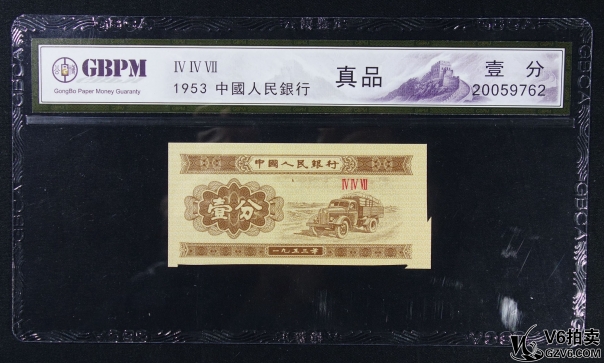 GBPM
GongBo Paper Money Guaranty
IV IV VII
1953 中國人民銀行
真品
壹分
20059762
中國人民銀行
IV IV VII
壹分
一九五三年
GECA
V6拍卖
GZV6.COM